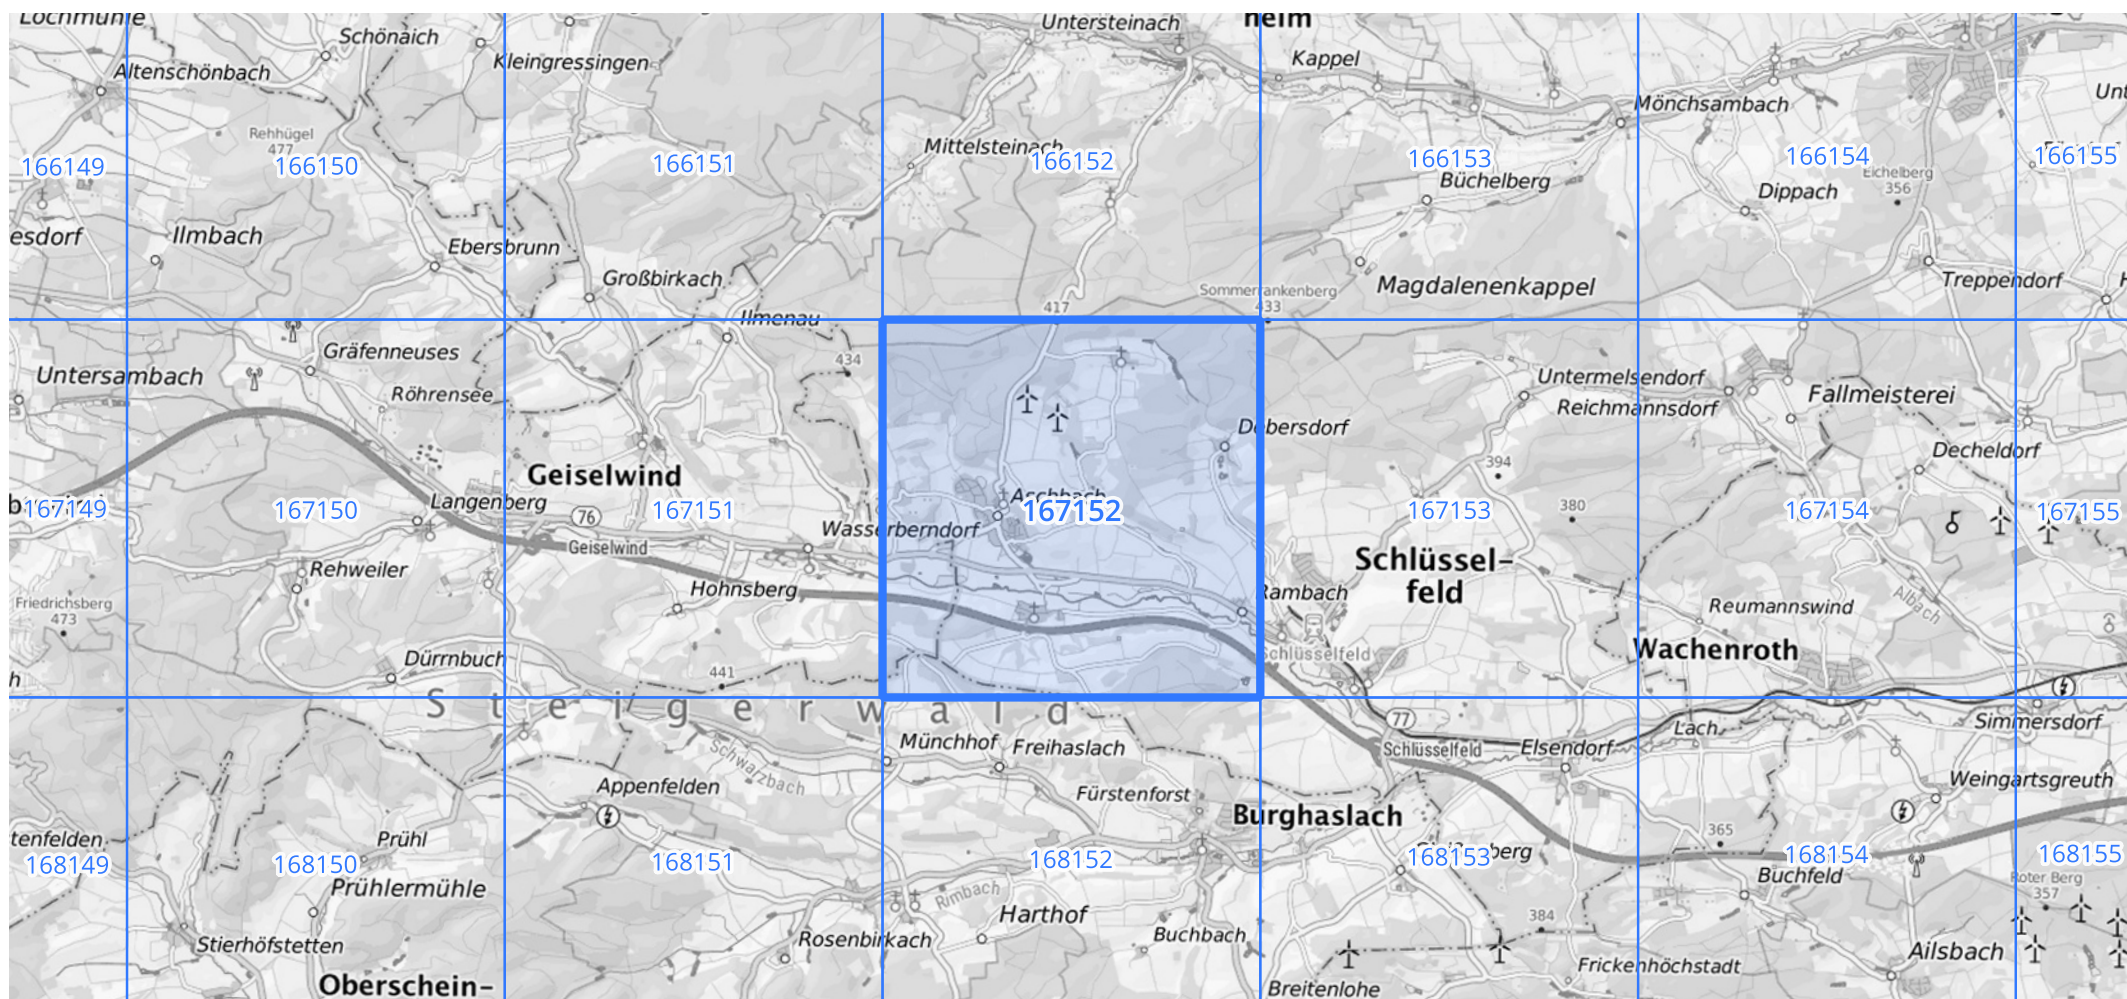 Lochmühle
Schönaich
Kleingressingen
Untersteinach
heim
Kappel
Altenschönbach
Mönchsambach
Unt
Rehhügel
477
Mittelsteinach
166149
166150
166151
166152
166153
166154
166155
Büchelberg
Eichelberg
356
Dippach
esdorf
Ilmbach
Ebersbrunn
Großbirkach
Magdalenenkappel
Treppendorf
H
417
Sommerrankenberg
433
Ilmenau
Gräfenneuses
434
Untersambach
Röhrensee
Untermelsendorf
Reichmannsdorf
Fallmeisterei
Dobersdorf
Decheldorf
Geiselwind
394
Langenberg
Aschbach
380
167149
167150
76
167151
167152
167153
167154
167155
Wasserberndorf
Geiselwind
Schlüssel-
feld
Rehweiler
Hohnsberg
Rambach
Friedrichsberg
473
Albach
Reumannswind
Wachenroth
Schlüsselfeld
Dürrnbuch
441
h
Steigerwald
77
Lach
Simmersdorf
Münchhof
Freihaslach
Schlüsselfeld
Elsendorf
Schwarzbach
Appenfelden
Fürstenforst
Weingartsgreuth
Burghaslach
tenfelden
Prühl
365
168149
168150
168151
168152
168153
berg
168154
168155
Buchfeld
Roter Berg
357
Prühlermühle
Rimbach
Harthof
384
Stierhöfstetten
Rosenbirkach
Buchbach
Ailsbach
Frickenhöchstadt
Oberschein-
Breitenlohe